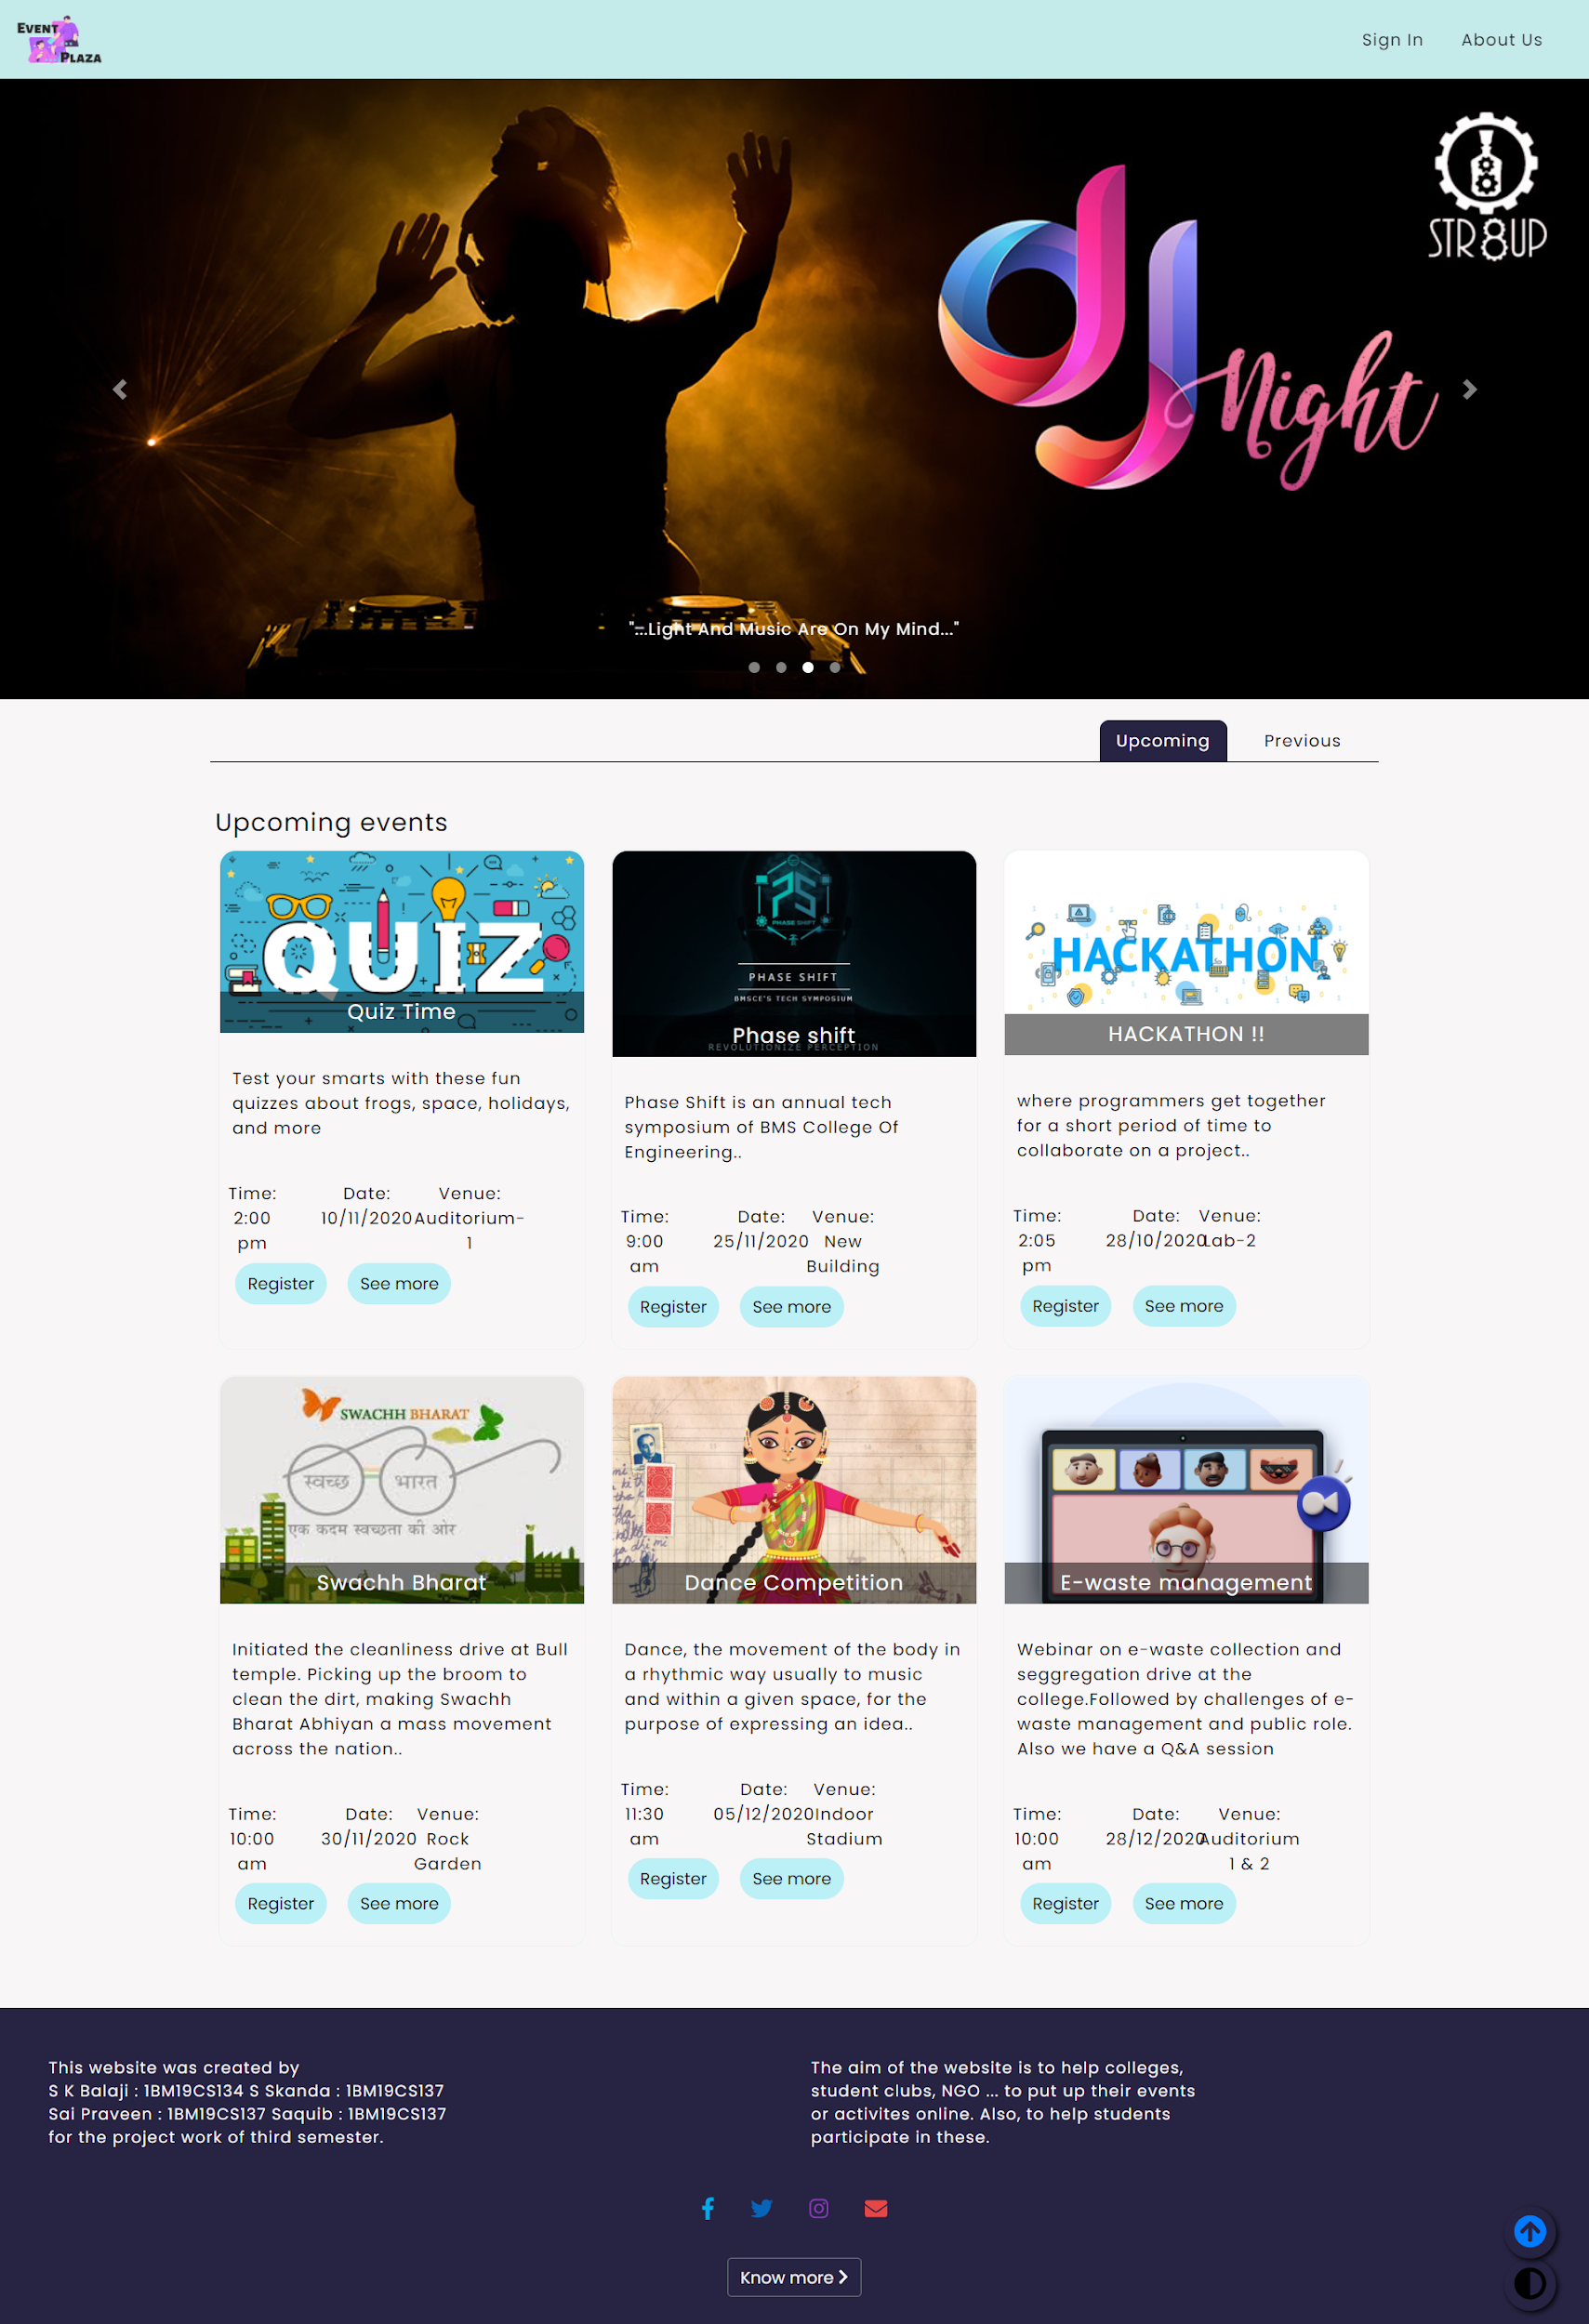 EVENT
PLAZA
Sign In
About Us
STR8UP
dj
Night
"...Light And Music Are On My Mind..."
Upcoming
Previous
Upcoming events
QUIZ
Quiz Time
Test your smarts with these fun
quizzes about frogs, space, holidays,
and more
Time: Date: Venue:
2:00 10/11/2020 Auditorium-
pm 1
Register See more
PS
PHASE SHIFT
PHASE SHIFT
BMSCE'S TECH SYMPOSIUM
Phase shift
REVOLUTIONIZE PERCEPTION
Phase Shift is an annual tech
symposium of BMS College Of
Engineering..
Time: Date: Venue:
9:00 25/11/2020 New
am Building
Register See more
HACKATHON
HACKATHON !!
where programmers get together
for a short period of time to
collaborate on a project..
Time: Date: Venue:
2:05 28/10/2020 Lab-2
pm
Register See more
SWACHH BHARAT
स्वच्छ भारत
एक कदम स्वच्छता की ओर
Swachh Bharat
Initiated the cleanliness drive at Bull
temple. Picking up the broom to
clean the dirt, making Swachh
Bharat Abhiyan a mass movement
across the nation..
Time: Date: Venue:
10:00 30/11/2020 Rock
am Garden
Register See more
Dance Competition
Dance, the movement of the body in
a rhythmic way usually to music
and within a given space, for the
purpose of expressing an idea..
Time: Date: Venue:
11:30 05/12/2020 Indoor
am Stadium
Register See more
E-waste management
Webinar on e-waste collection and
seggregation drive at the
college.Followed by challenges of e-
waste management and public role.
Also we have a Q&A session
Time: Date: Venue:
10:00 28/12/2020 Auditorium
am 1 & 2
Register See more
This website was created by
S K Balaji : 1BM19CS134 S Skanda : 1BM19CS137
Sai Praveen : 1BM19CS137 Saquib : 1BM19CS137
for the project work of third semester.
The aim of the website is to help colleges,
student clubs, NGO ... to put up their events
or activites online. Also, to help students
participate in these.
Know more